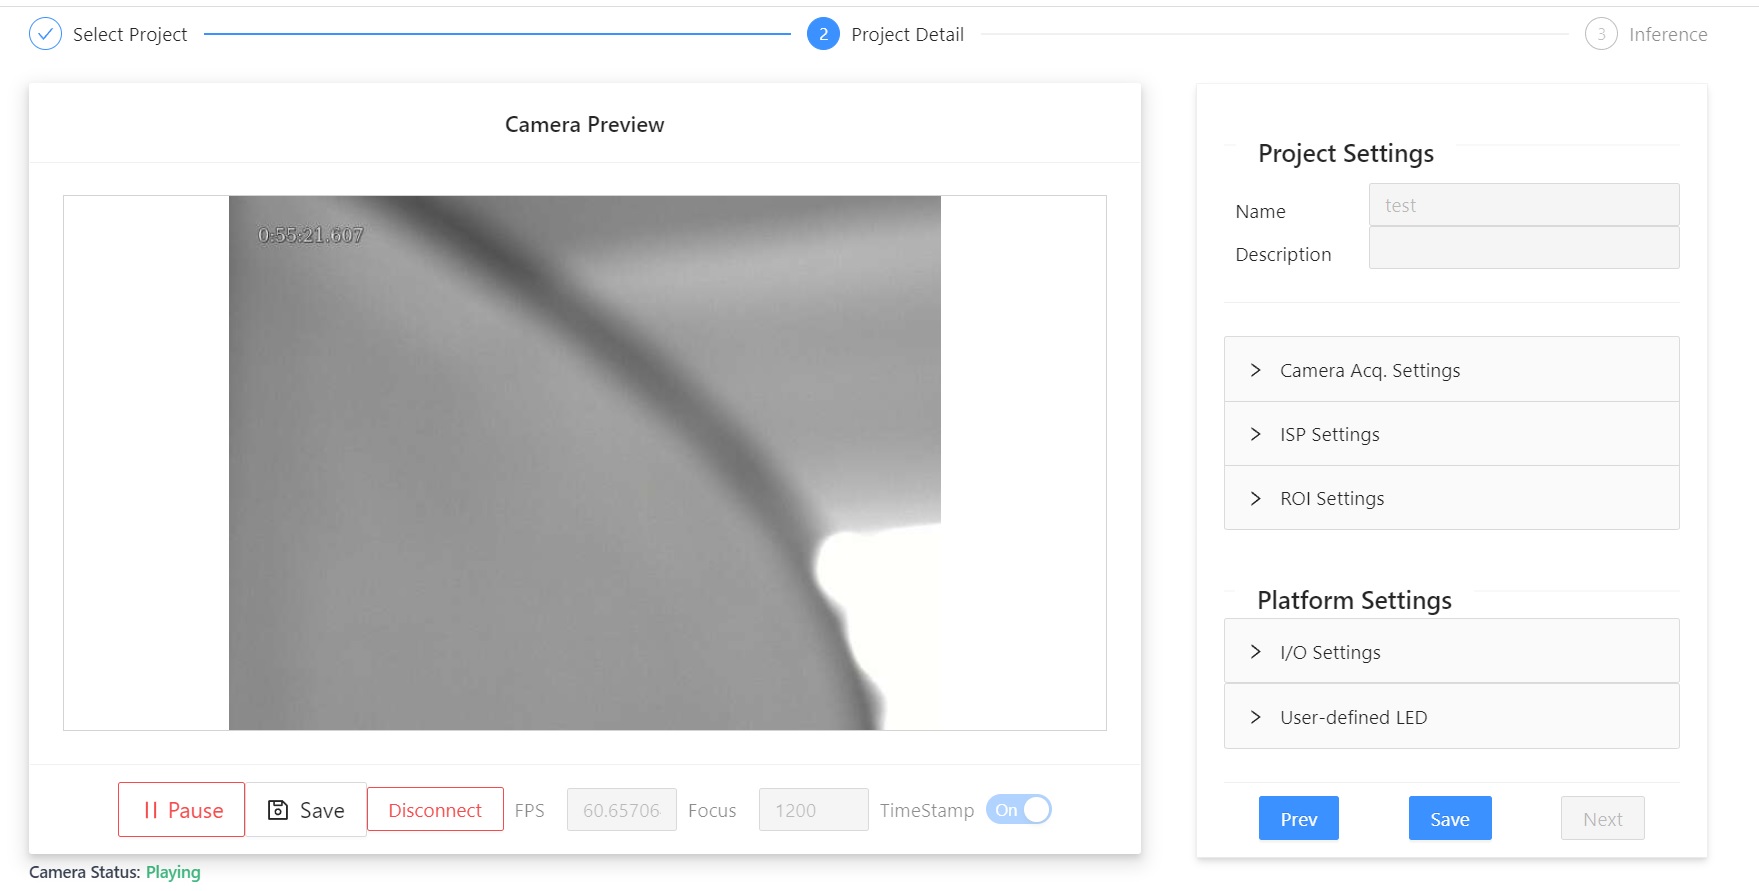 Select Project
2 Project Detail
3 Inference
Camera Preview
0:55:21.607
Pause
Save
Disconnect
FPS 60.65706
Focus 1200
TimeStamp On
Camera Status: Playing
Project Settings
Name test
Description
Camera Acq. Settings
ISP Settings
ROI Settings
Platform Settings
I/O Settings
User-defined LED
Prev
Save
Next